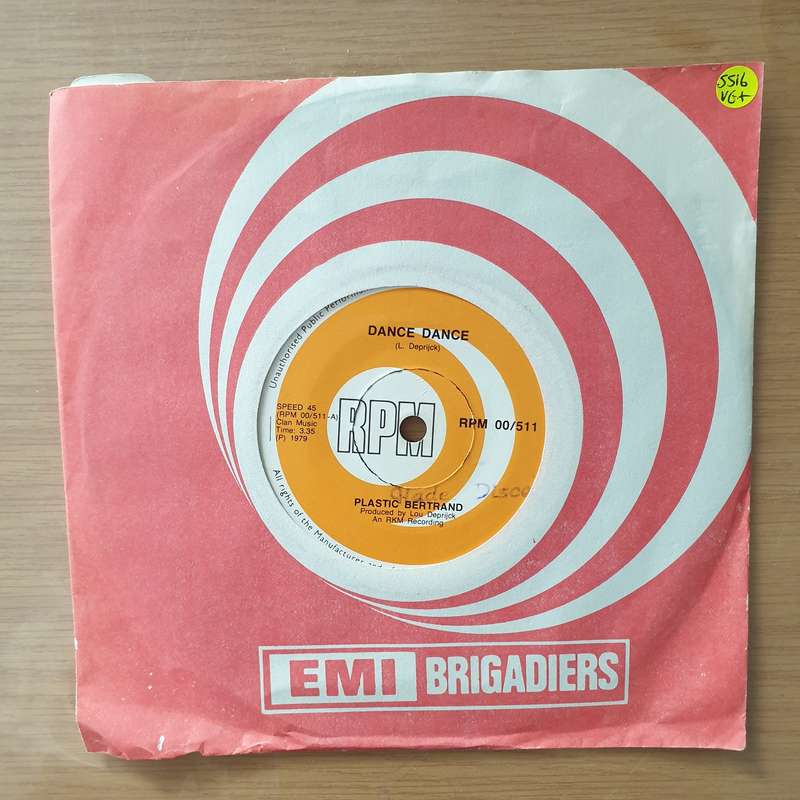 5516
VG+
Unauthorised Public Perform
DANCE DANCE
(L. Deprijck)
SPEED 45
(RPM 00/511-A)
Clan Music
Time: 3.35
(P) 1979
RPM
RPM 00/511
Disco
PLASTIC BERTRAND
Produced by Lou Deprijck
An RKM Recording
All rights of the Manufacturer and
EMI BRIGADIERS